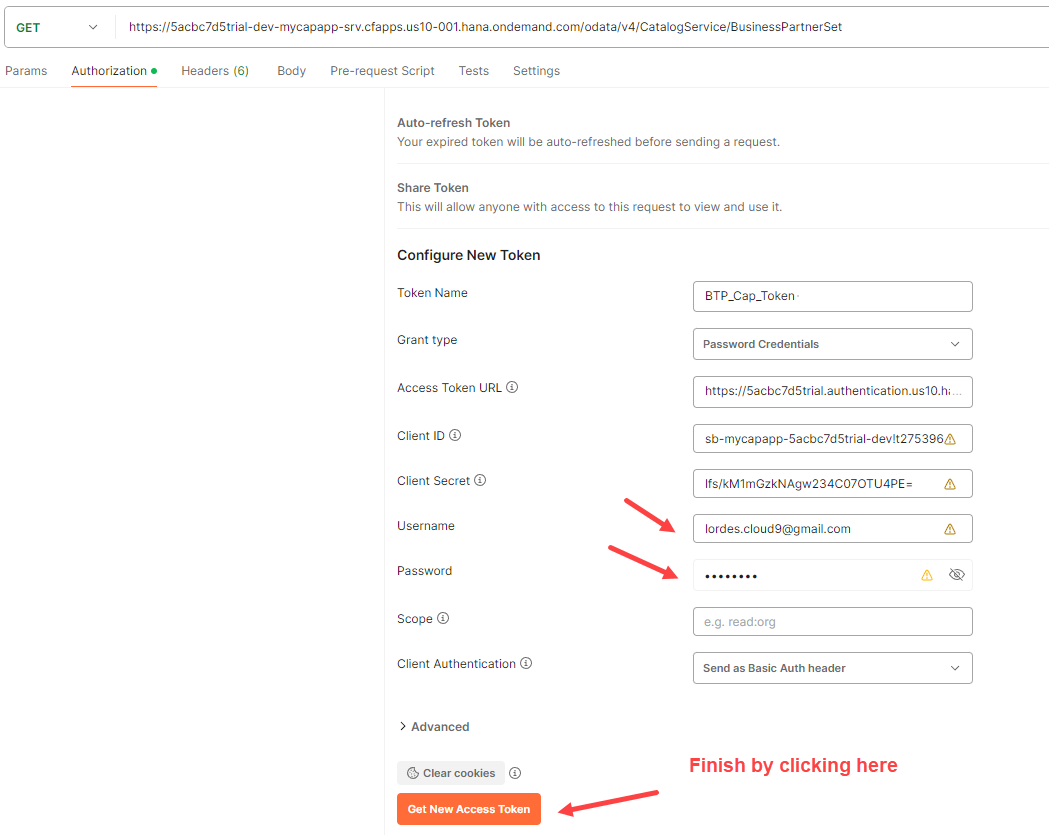 GET
https://5acbc7d5trial-dev-mycapapp-srv.cfapps.us10-001.hana.ondemand.com/odata/v4/CatalogService/BusinessPartnerSet
Params Authorization Headers (6) Body Pre-request Script Tests Settings
Auto-refresh Token
Your expired token will be auto-refreshed before sending a request.
Share Token
This will allow anyone with access to this request to view and use it.
Configure New Token
Token Name BTP_Cap_Token
Grant type Password Credentials
Access Token URL https://5acbc7d5trial.authentication.us10.ha...
Client ID sb-mycapapp-5acbc7d5trial-dev!t275396
Client Secret lfs/kM1mGzkNAgw234C07OTU4PE=
Username lordes.cloud9@gmail.com
Password ••••••••
Scope e.g. read:org
Client Authentication Send as Basic Auth header
Advanced
Clear cookies
Finish by clicking here
Get New Access Token